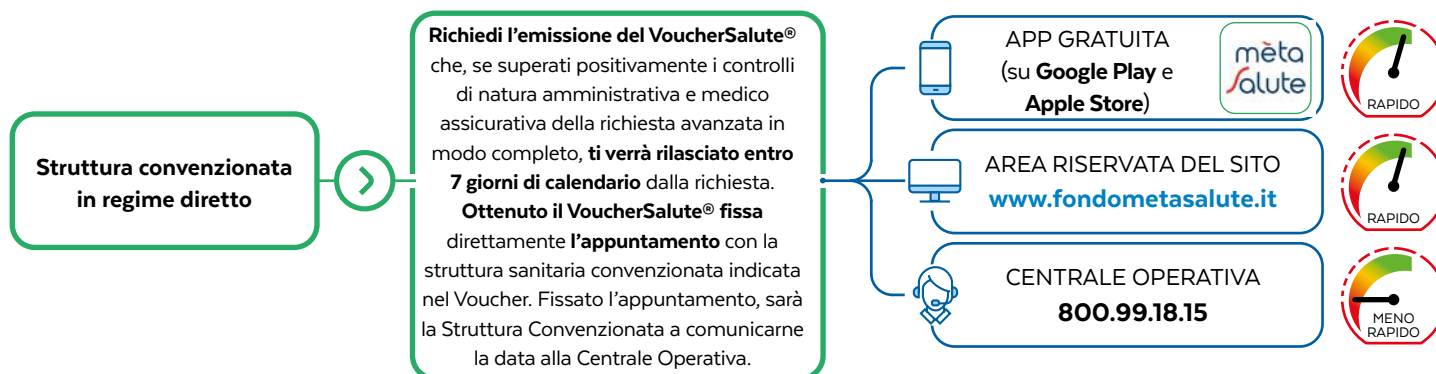 Struttura convenzionata
in regime diretto
Richiedi l'emissione del VoucherSalute®
che, se superati positivamente i controlli
di natura amministrativa e medico
assicurativa della richiesta avanzata in
modo completo, ti verrà rilasciato entro
7 giorni di calendario dalla richiesta.
Ottenuto il VoucherSalute® fissa
direttamente l'appuntamento con la
struttura sanitaria convenzionata indicata
nel Voucher. Fissato l'appuntamento, sarà
la Struttura Convenzionata a comunicarne
la data alla Centrale Operativa.
APP GRATUITA
(su Google Play e
Apple Store)
mèta
Salute
RAPIDO
AREA RISERVATA DEL SITO
www.fondometasalute.it
RAPIDO
CENTRALE OPERATIVA
800.99.18.15
MENO
RAPIDO